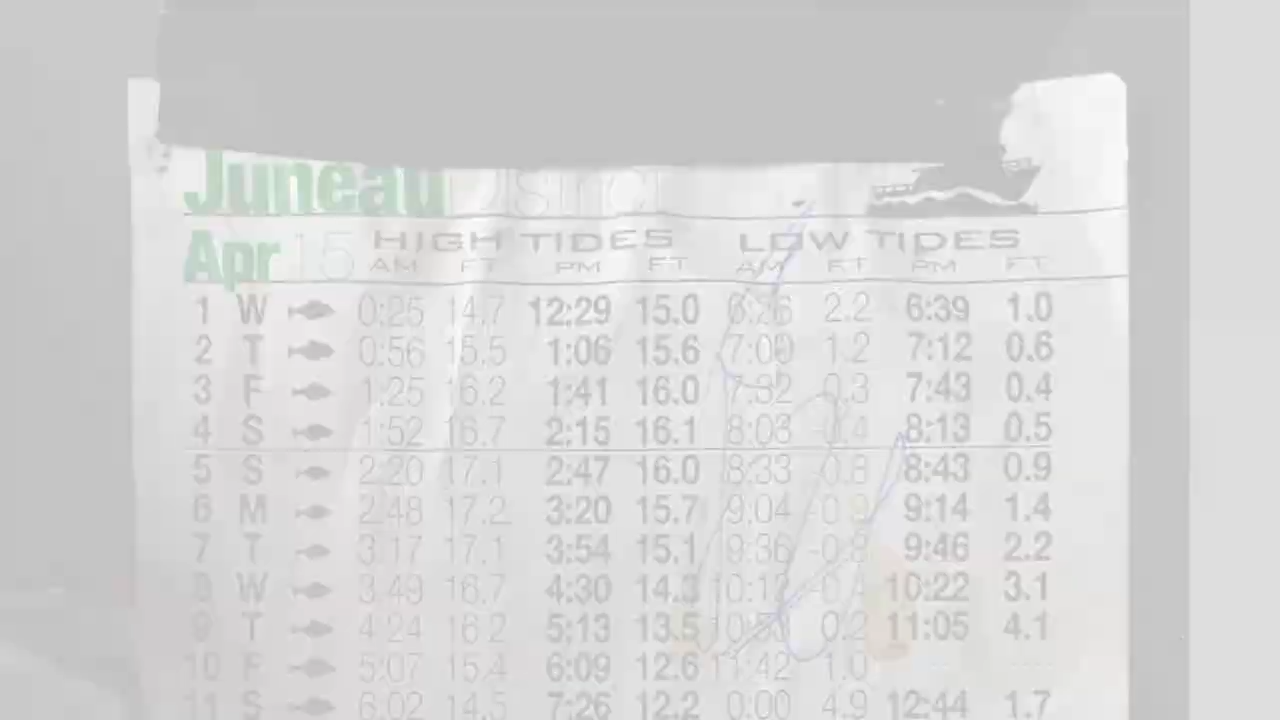 Juneau District
Apr 15 HIGH TIDES LOW TIDES
AM FT PM FT AM FT PM FT
1 W 0:25 14.7 12:29 15.0 6:26 2.2 6:39 1.0
2 T 0:56 15.5 1:06 15.6 7:00 1.2 7:12 0.6
3 F 1:25 16.2 1:41 16.0 7:32 0.3 7:43 0.4
4 S 1:52 16.7 2:15 16.1 8:03 -0.4 8:13 0.5
5 S 2:20 17.1 2:47 16.0 8:33 -0.8 8:43 0.9
6 M 2:48 17.2 3:20 15.7 9:04 -0.9 9:14 1.4
7 T 3:17 17.1 3:54 15.1 9:36 -0.8 9:46 2.2
8 W 3:49 16.7 4:30 14.3 10:12 -0.4 10:22 3.1
9 T 4:24 16.2 5:13 13.5 10:53 0.2 11:05 4.1
10 F 5:07 15.4 6:09 12.6 11:42 1.0 --- ---
11 S 6:02 14.5 7:26 12.2 0:00 4.9 12:44 1.7